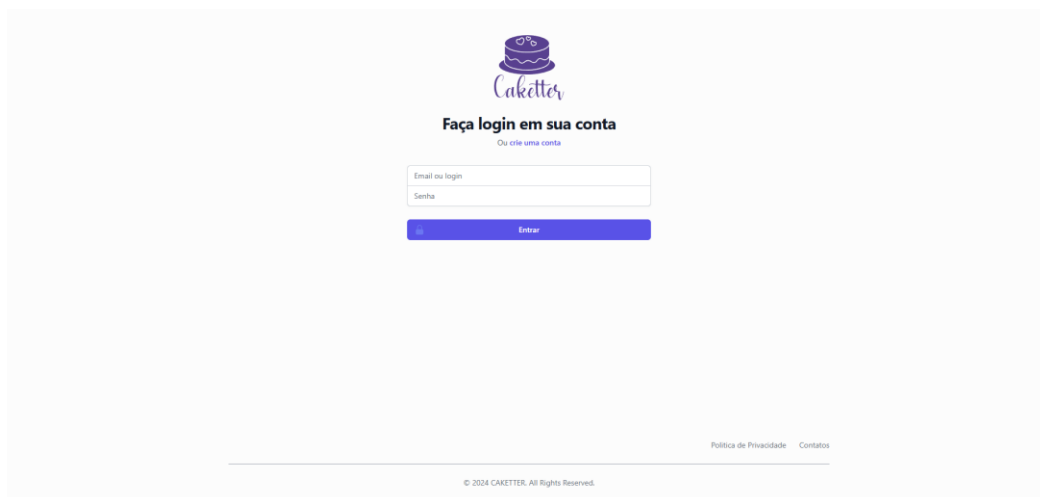 Caketter
Faça login em sua conta
Ou crie uma conta
Email ou login
Senha
Entrar
Política de Privacidade Contatos
© 2024 CAKETTER. All Rights Reserved.